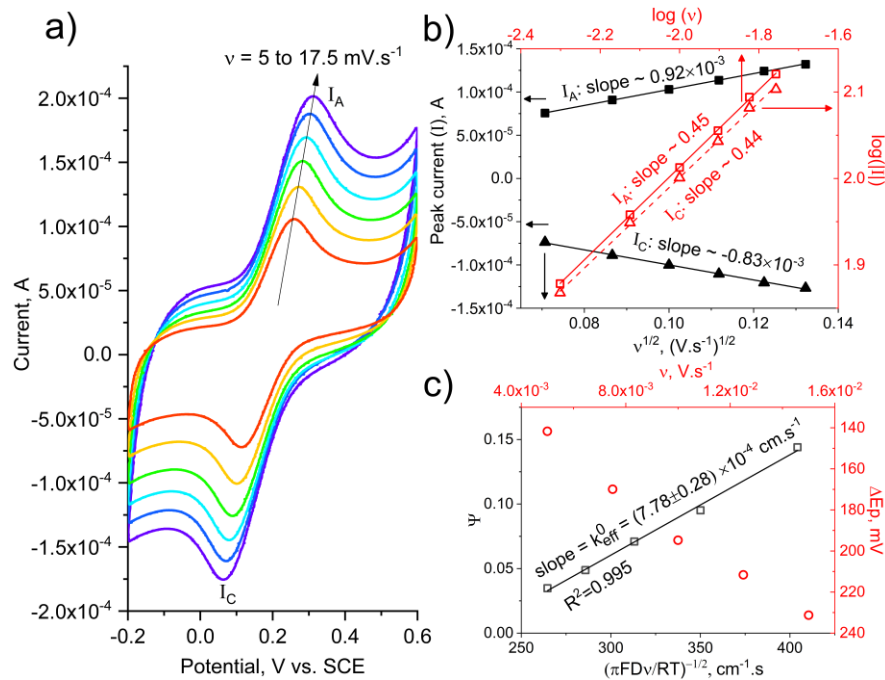 a)
ν = 5 to 17.5 mV.s⁻¹
I_A
I_C
2.0x10⁻⁴
1.5x10⁻⁴
1.0x10⁻⁴
5.0x10⁻⁵
0.0
-5.0x10⁻⁵
-1.0x10⁻⁴
-1.5x10⁻⁴
-2.0x10⁻⁴
Current, A
-0.2 0.0 0.2 0.4 0.6
Potential, V vs. SCE
b)
log (ν)
-2.4 -2.2 -2.0 -1.8 -1.6
1.5x10⁻⁴
1.0x10⁻⁴
5.0x10⁻⁵
0.0
-5.0x10⁻⁵
-1.0x10⁻⁴
-1.5x10⁻⁴
Peak current (I), A
I_A: slope ~ 0.92×10⁻³
I_A: slope ~ 0.45
I_C: slope ~ 0.44
I_C: slope ~ -0.83×10⁻³
2.1
2.0
1.9
log(|I|)
0.08 0.10 0.12 0.14
ν^1/2, (V.s⁻¹)^1/2
c)
ν, V.s⁻¹
4.0x10⁻³ 8.0x10⁻³ 1.2x10⁻² 1.6x10⁻²
0.15
0.10
0.05
0.00
Ψ
slope = k⁰_eff = (7.78±0.28) ×10⁻⁴ cm.s⁻¹
R²=0.995
140
160
180
200
220
240
ΔEp, mV
250 300 350 400
(πFDν/RT)⁻¹/², cm⁻¹.s